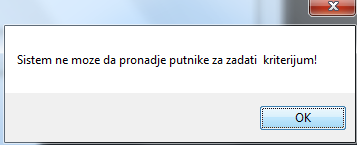 Sistem ne moze da pronadje putnike za zadati  kriterijum!
OK